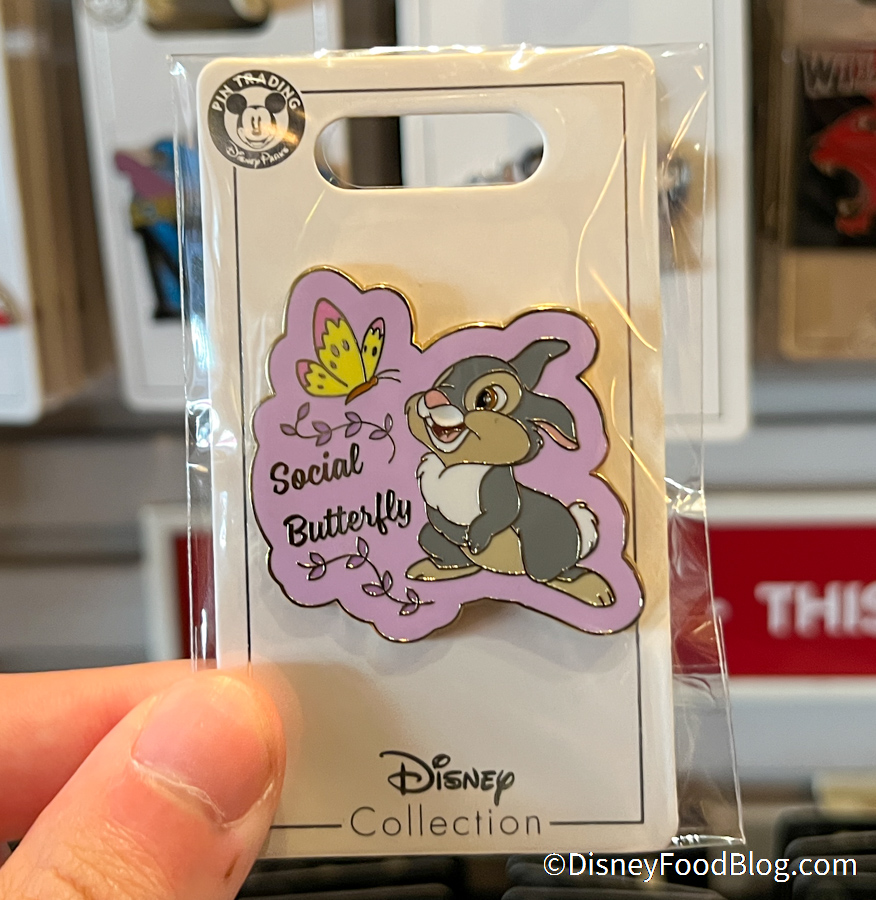 PIN TRADING
Disney Parks
Social
Butterfly
THIS
Disney
Collection
©DisneyFoodBlog.com